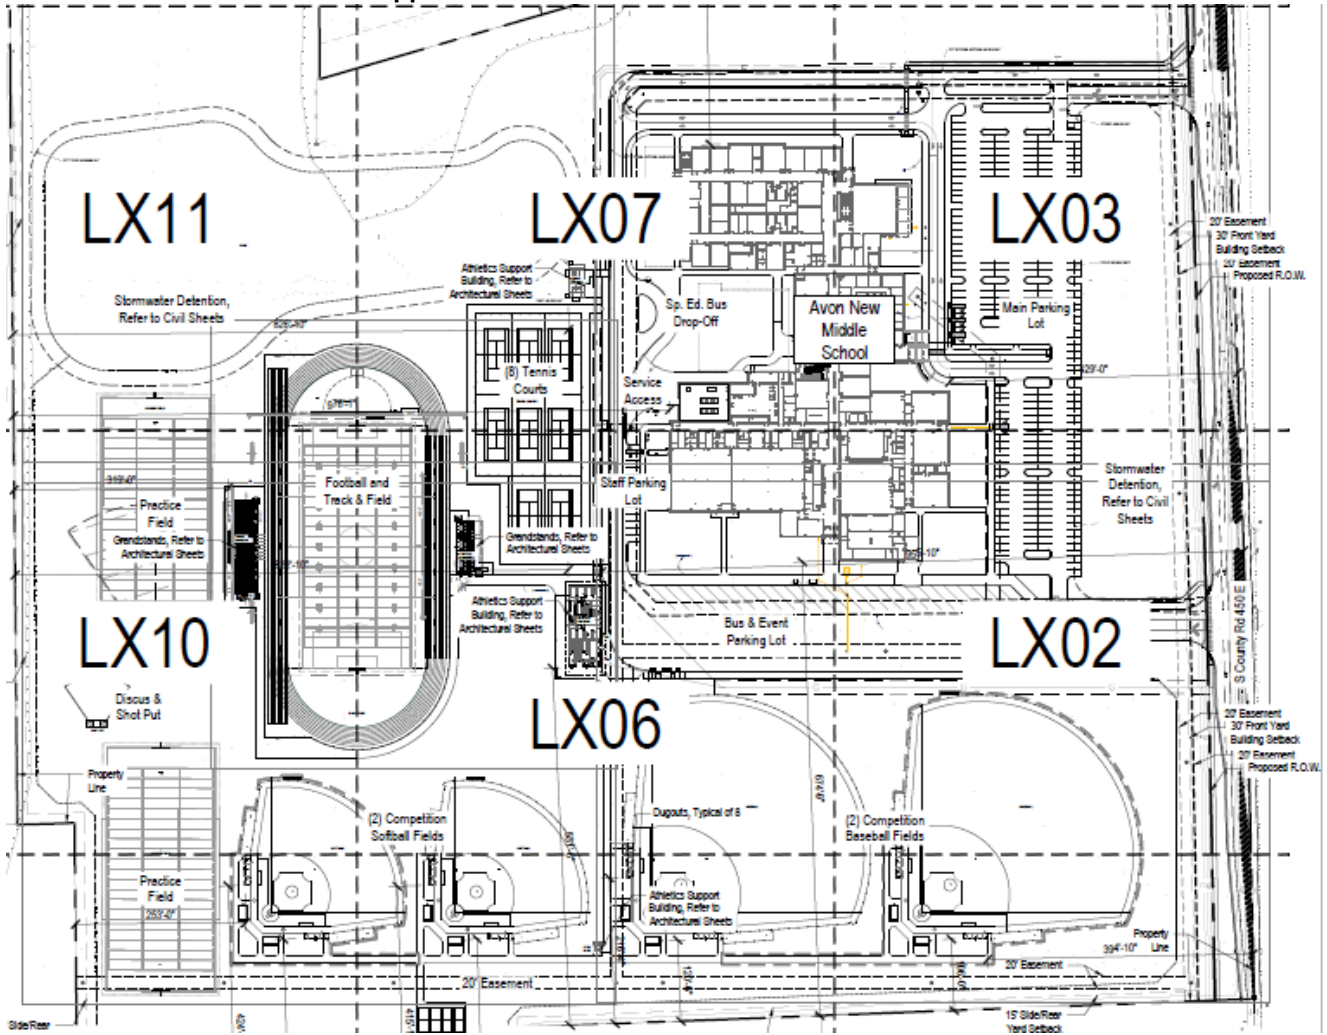 LX11
LX07
LX03
20' Easement
30' Front Yard
Building Setback
20' Easement
Proposed R.O.W.
Athletics Support
Building, Refer to
Architectural Sheets
Stormwater Detention,
Refer to Civil Sheets
Sp. Ed. Bus
Drop-Off
Avon New
Middle
School
Main Parking
Lot
(8) Tennis
Courts
Service
Access
Football and
Track & Field
Staff Parking
Lot
Stormwater
Detention,
Refer to Civil
Sheets
319'-0"
Practice
Field
Grandstands, Refer to
Architectural Sheets
Grandstands, Refer to
Architectural Sheets
Athletics Support
Building, Refer to
Architectural Sheets
Bus & Event
Parking Lot
S County Rd 450 E
LX10
LX02
Discus &
Shot Put
LX06
20' Easement
30' Front Yard
Building Setback
20' Easement
Proposed R.O.W.
Property
Line
(2) Competition
Softball Fields
Dugouts, Typical of 8
(2) Competition
Baseball Fields
Practice
Field
253'-0"
Athletics Support
Building, Refer to
Architectural Sheets
Property
Line
394'-10"
20' Easement
20' Easement
15' Side/Rear
Yard Setback
Side/Rear